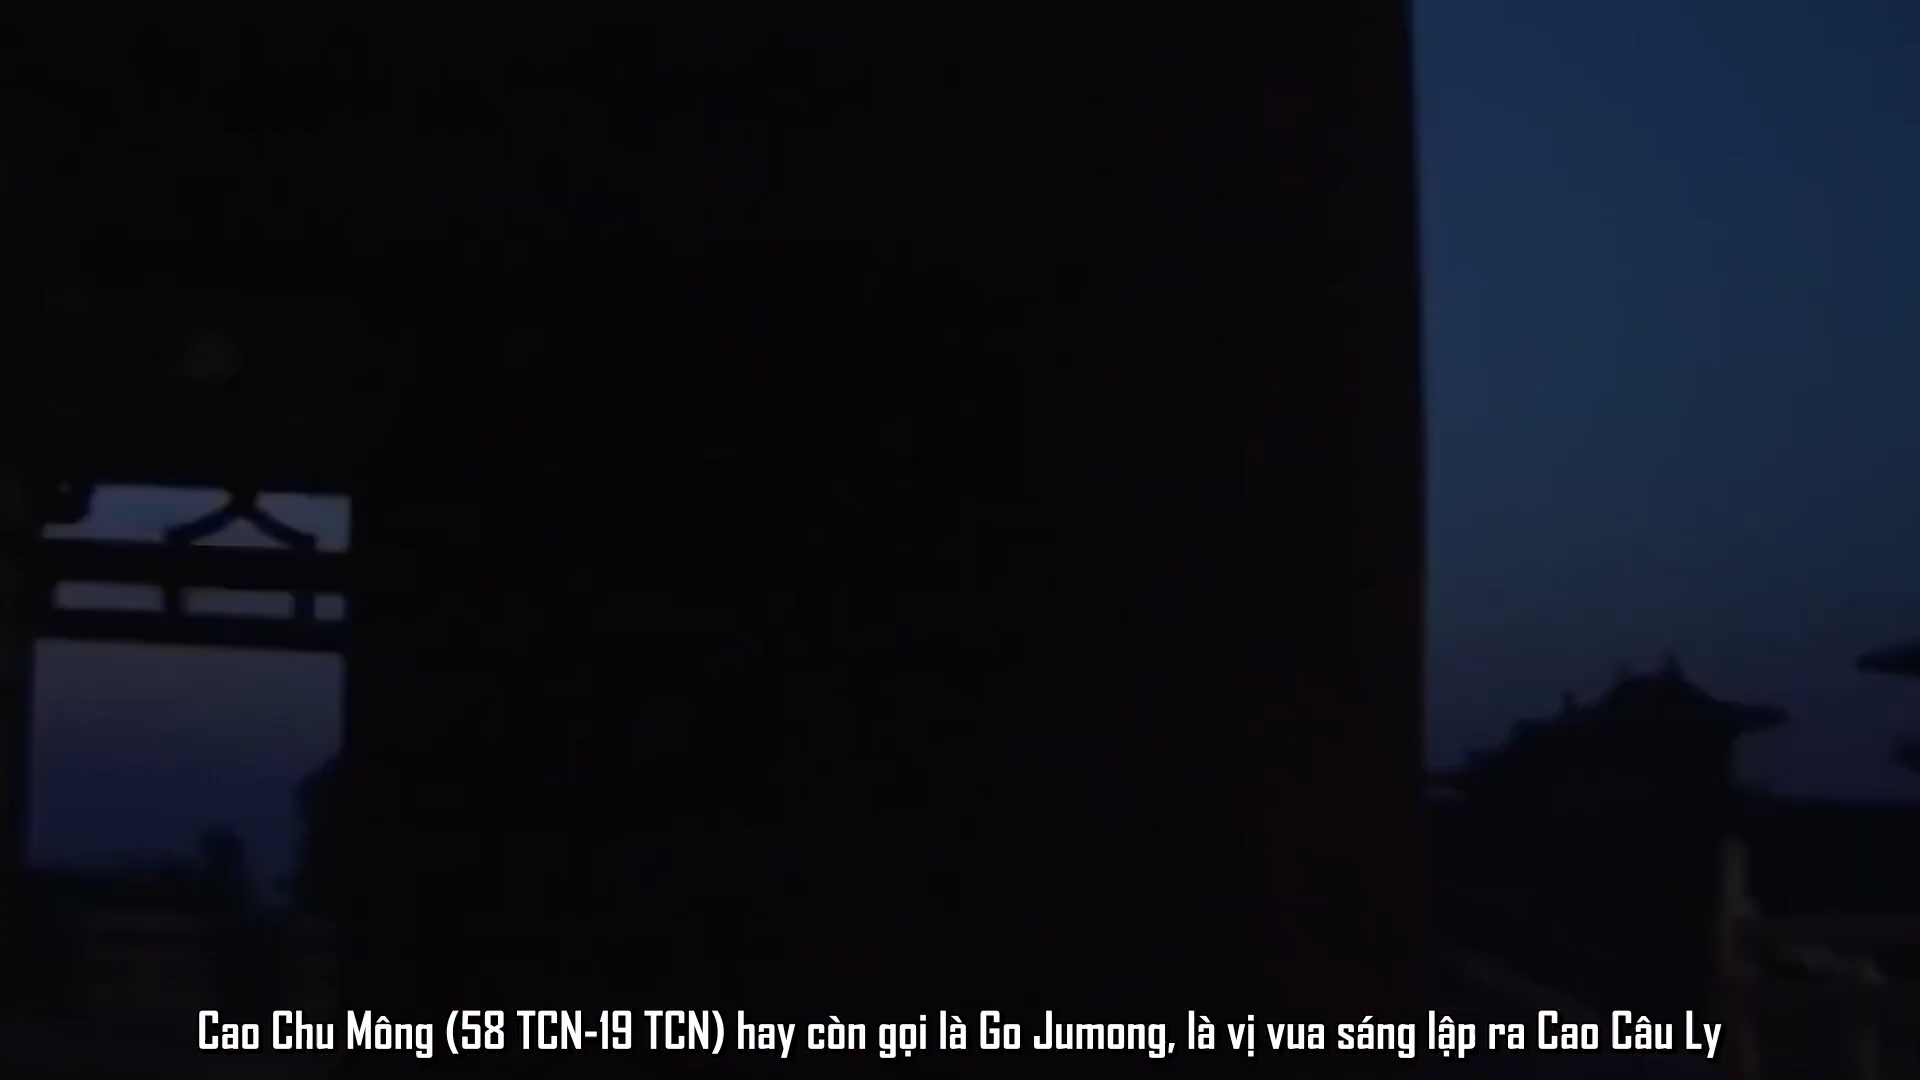 Cao Chu Mông (58 TCN-19 TCN) hay còn gọi là Go Jumong, là vị vua sáng lập ra Cao Câu Ly